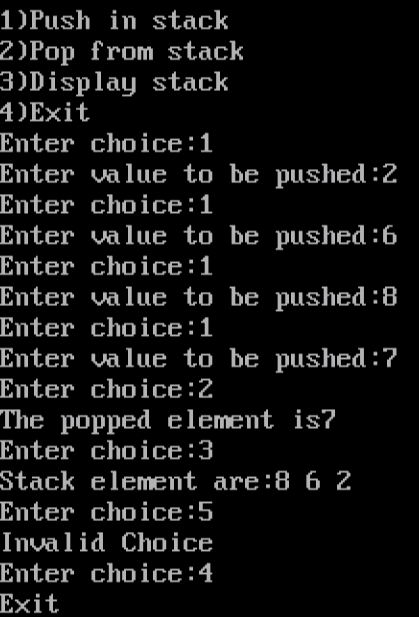 1)Push in stack
2)Pop from stack
3)Display stack
4)Exit
Enter choice:1
Enter value to be pushed:2
Enter choice:1
Enter value to be pushed:6
Enter choice:1
Enter value to be pushed:8
Enter choice:1
Enter value to be pushed:7
Enter choice:2
The popped element is7
Enter choice:3
Stack element are:8 6 2
Enter choice:5
Invalid Choice
Enter choice:4
Exit